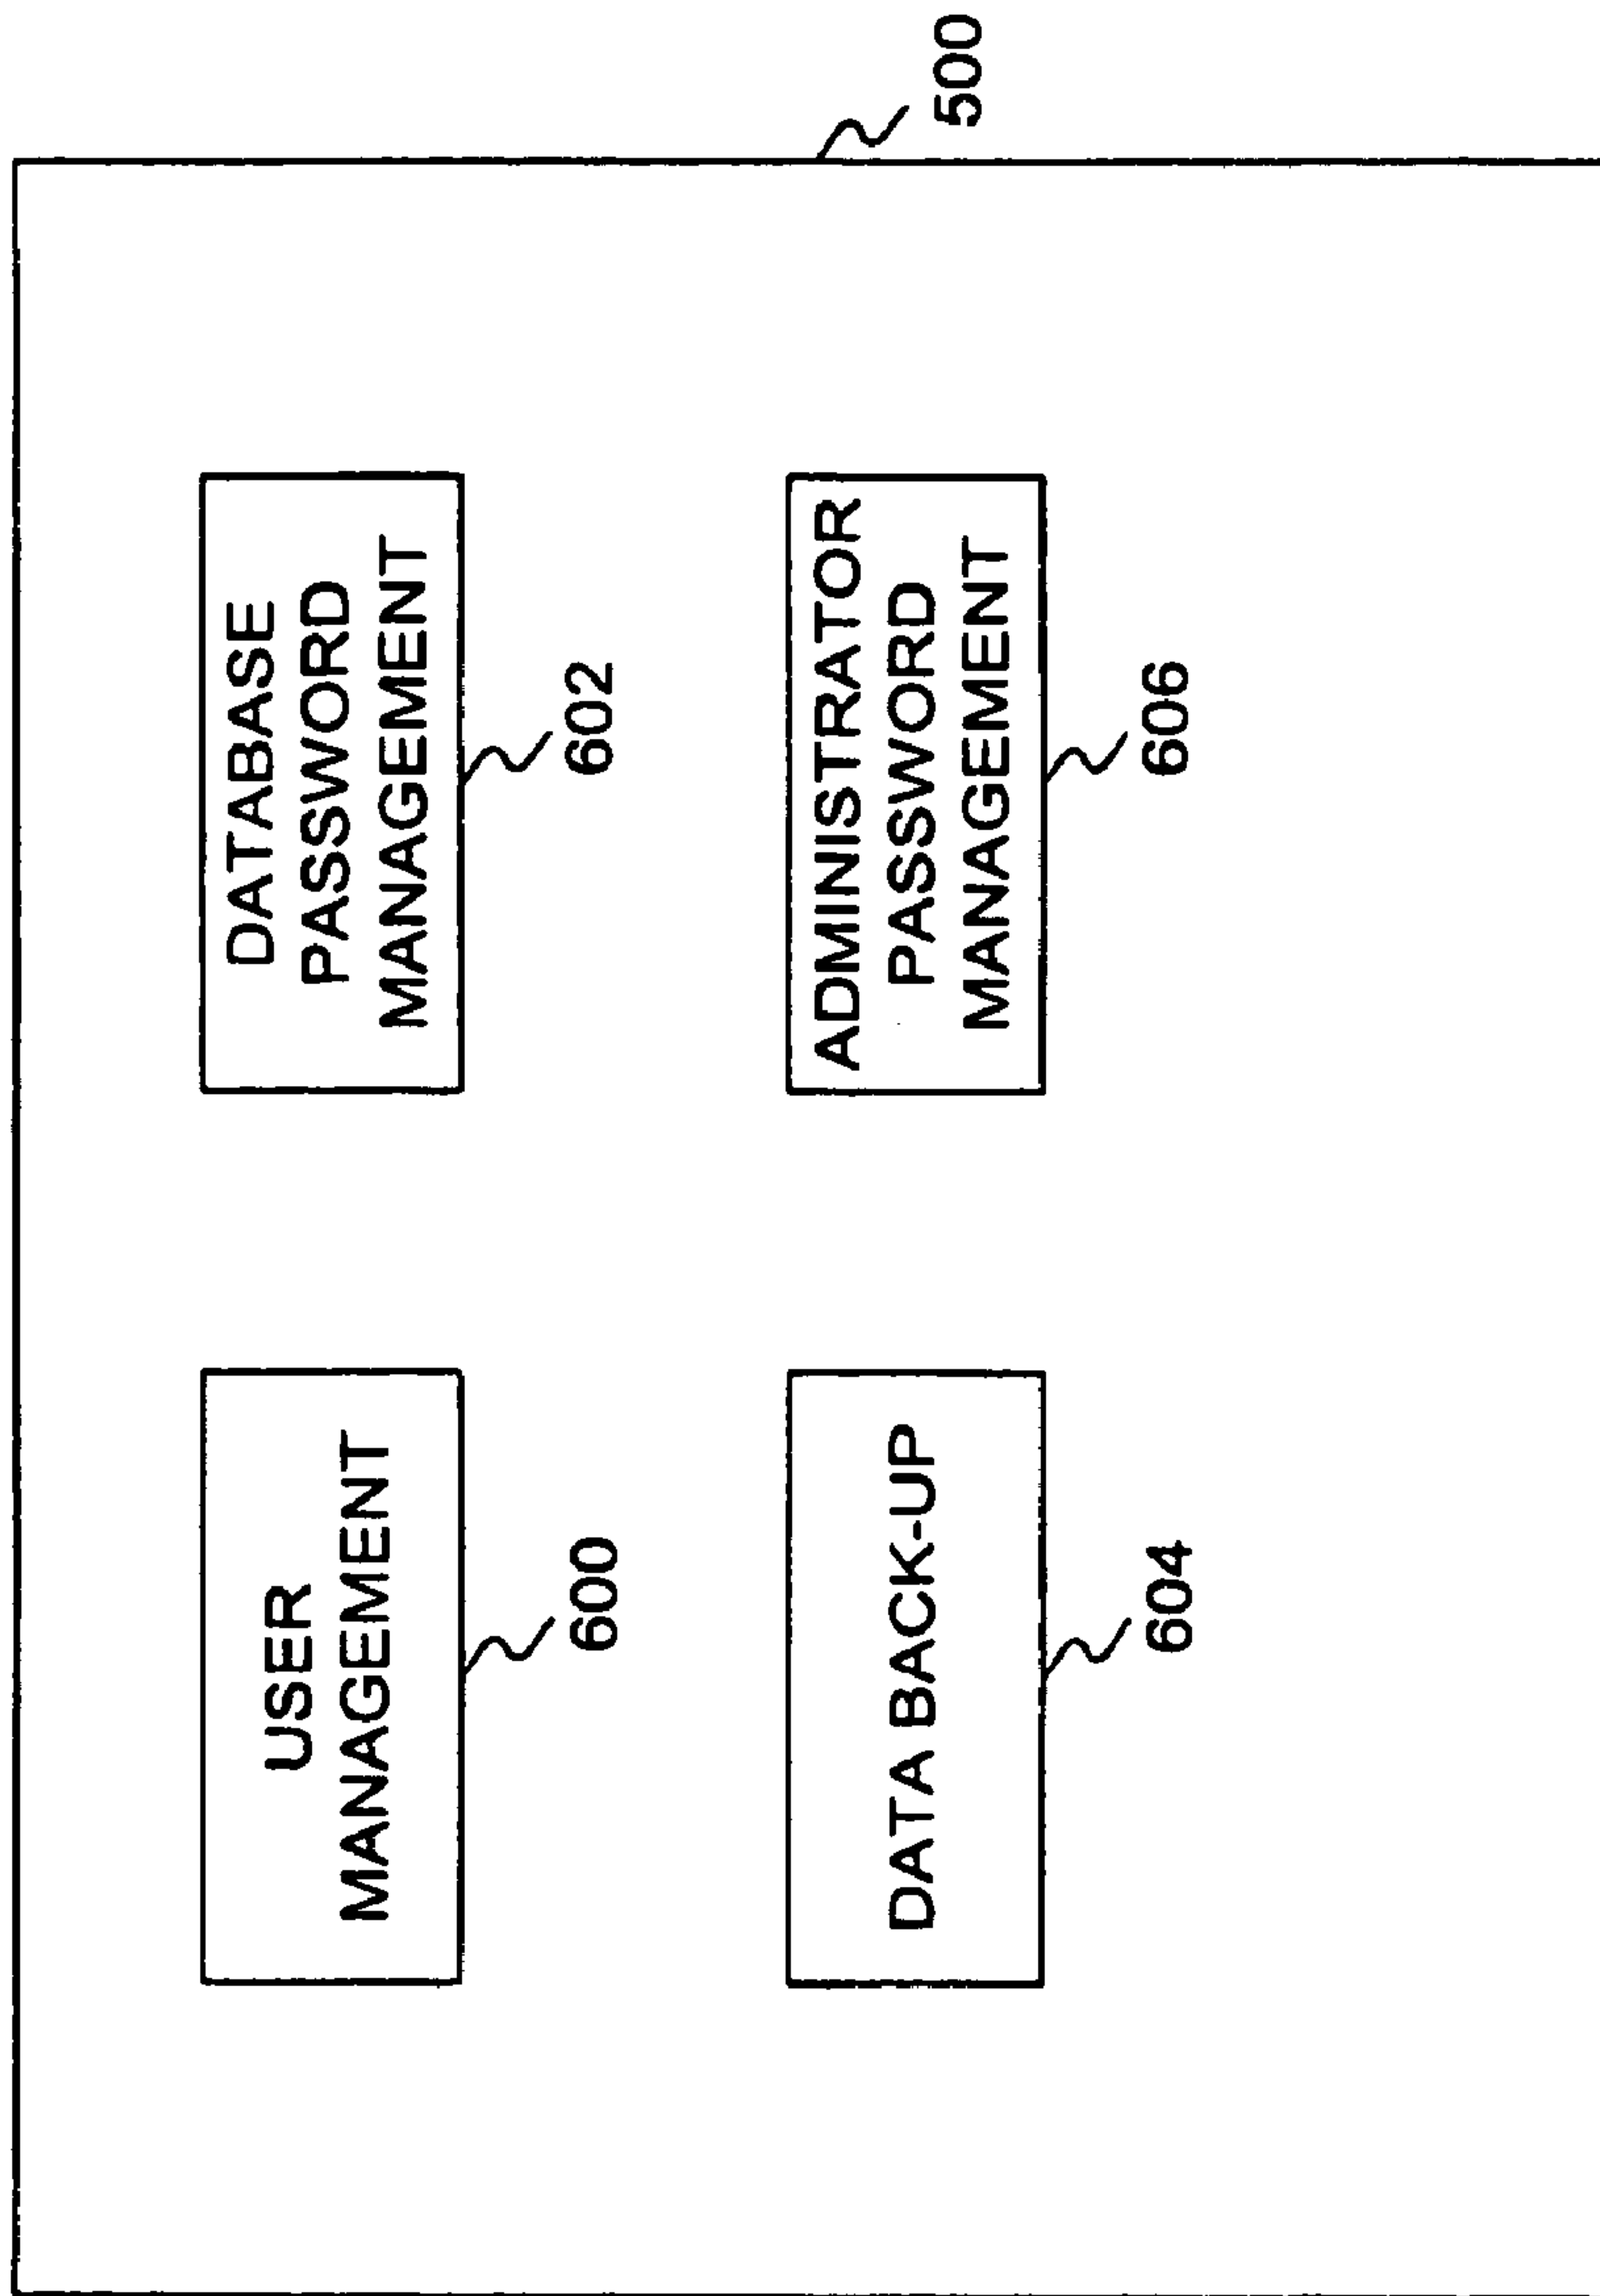 USER
MANAGEMENT
600
DATABASE
PASSWORD
MANAGEMENT
602
DATA BACK-UP
604
ADMINISTRATOR
PASSWORD
MANAGEMENT
606
500